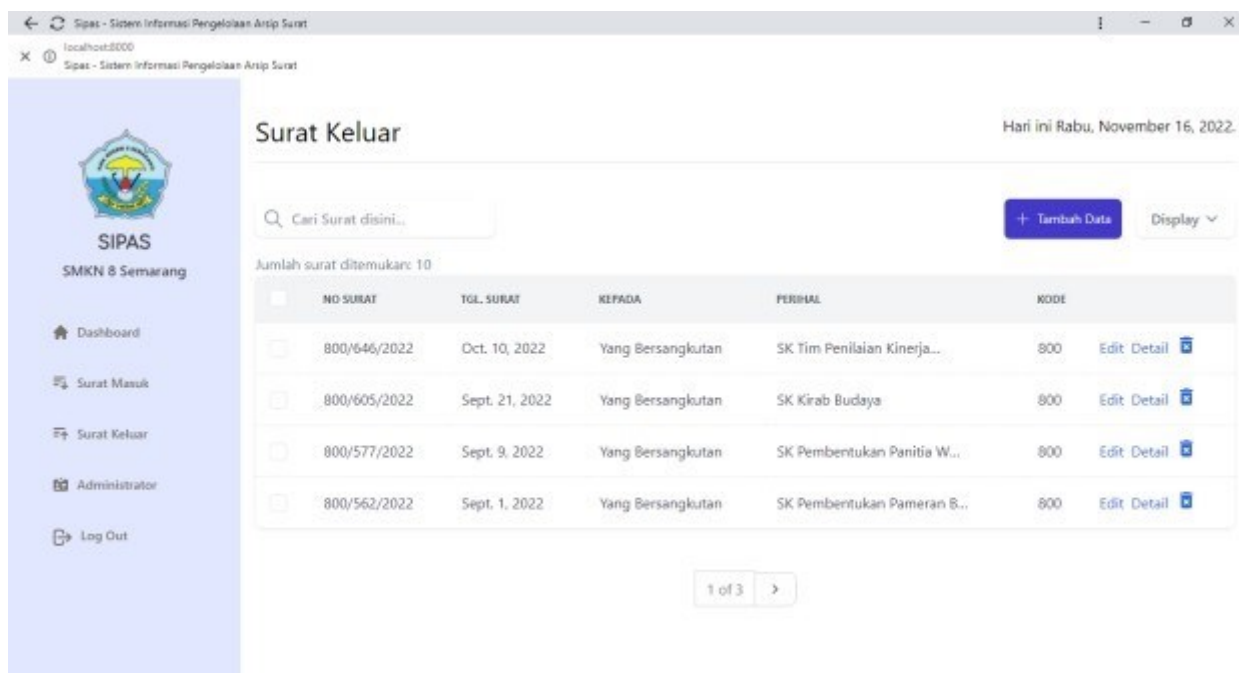 Sipas - Sistem Informasi Pengelolaan Arsip Surat
localhost:8000
Sipas - Sistem Informasi Pengelolaan Arsip Surat
SIPAS
SMKN 8 Semarang
Dashboard
Surat Masuk
Surat Keluar
Administrator
Log Out
Surat Keluar
Hari ini Rabu, November 16, 2022.
Cari Surat disini...
+ Tambah Data
Display
Jumlah surat ditemukan: 10
NO SURAT TGL. SURAT KEPADA PERIHAL KODE
800/646/2022 Oct. 10, 2022 Yang Bersangkutan SK Tim Penilaian Kinerja... 800 Edit Detail
800/605/2022 Sept. 21, 2022 Yang Bersangkutan SK Kirab Budaya 800 Edit Detail
800/577/2022 Sept. 9, 2022 Yang Bersangkutan SK Pembentukan Panitia W... 800 Edit Detail
800/562/2022 Sept. 1, 2022 Yang Bersangkutan SK Pembentukan Pameran B... 800 Edit Detail
1 of 3 >